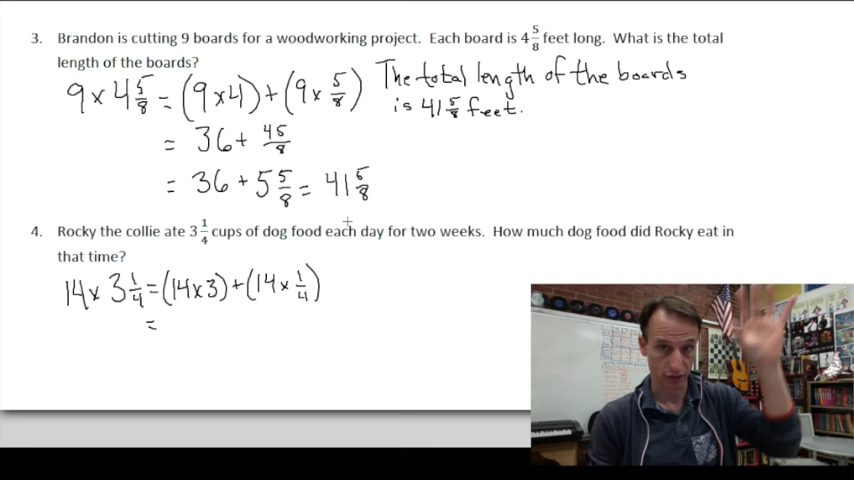 3. Brandon is cutting 9 boards for a woodworking project. Each board is 4 5/8 feet long. What is the total
length of the boards?
9 x 4 5/8 = (9 x 4) + (9 x 5/8)
= 36 + 45/8
= 36 + 5 5/8 = 41 5/8
The total length of the boards
is 41 5/8 feet.
4. Rocky the collie ate 3 1/4 cups of dog food each day for two weeks. How much dog food did Rocky eat in
that time?
14 x 3 1/4 = (14 x 3) + (14 x 1/4)
=